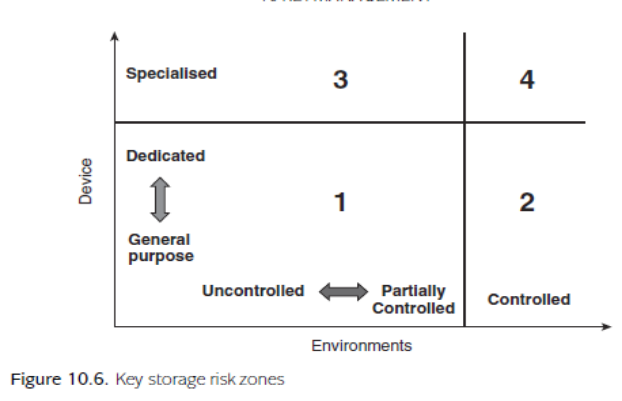 Specialised
3
4
Dedicated
Device
1
2
General
purpose
Uncontrolled
Partially
Controlled
Controlled
Environments
Figure 10.6. Key storage risk zones